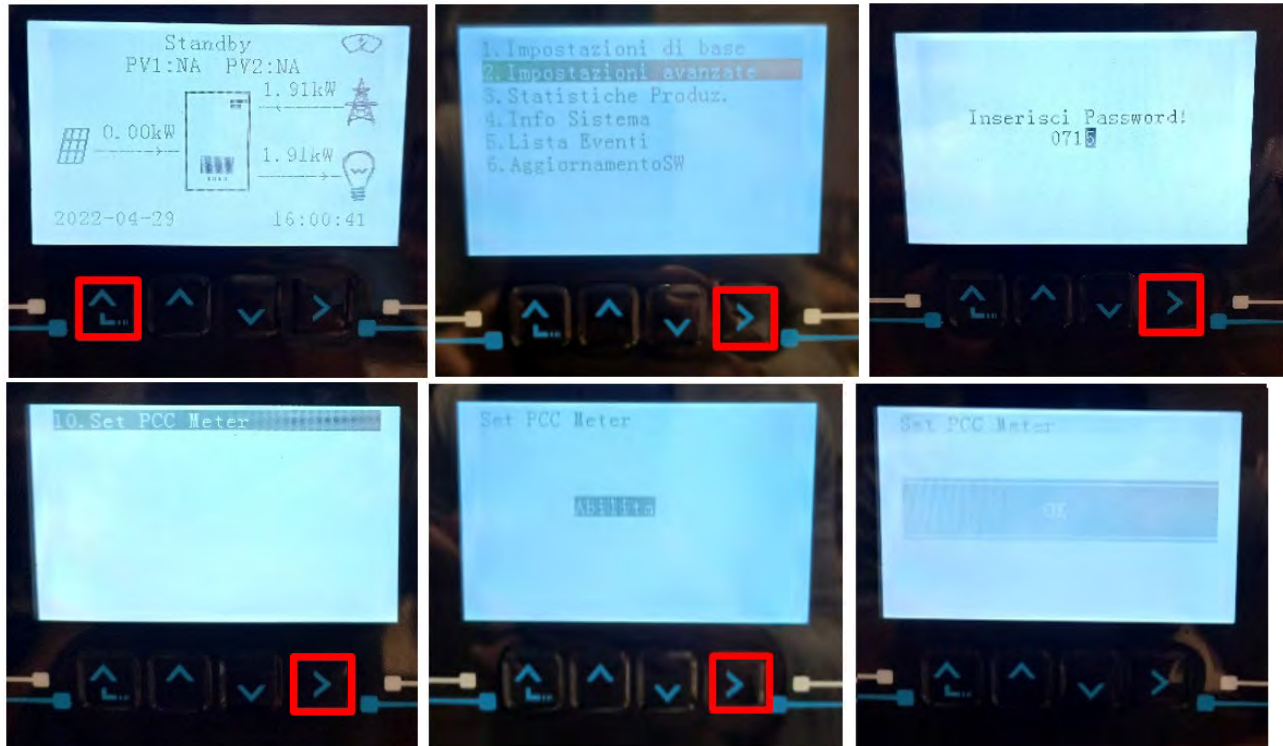 Standby
PV1:NA PV2:NA
1.91kW
0.00kW
1.91kW
2022-04-29 16:00:41
1.Impostazioni di base
2.Impostazioni avanzate
3.Statistiche Produz.
4.Info Sistema
5.Lista Eventi
6.AggiornamentoSW
Inserisci Password!
0715
10.Set PCC Meter
Set PCC Meter
Abilita
Set PCC Meter
OK